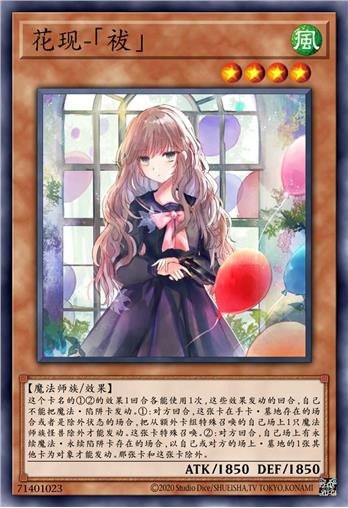 花现-「祓」
風
【魔法师族/效果】
这个卡名的①②的效果1回合各能使用1次,这些效果发动的回合,自己
不能把魔法·陷阱卡发动。①:对方回合,这张卡在手卡·墓地存在的场
合或者是除外状态的场合,把从额外卡组特殊召唤的自己场上1只魔法
师族怪兽除外才能发动。这张卡特殊召唤。②:对方回合,自己场上有永
续魔法·永续陷阱卡存在的场合,以自己或对方的场上·墓地的1张其
他卡为对象才能发动。那张卡和这张卡除外。
ATK/1850 DEF/1850
71401023
©2020 Studio Dice/SHUEISHA,TV TOKYO,KONAMI